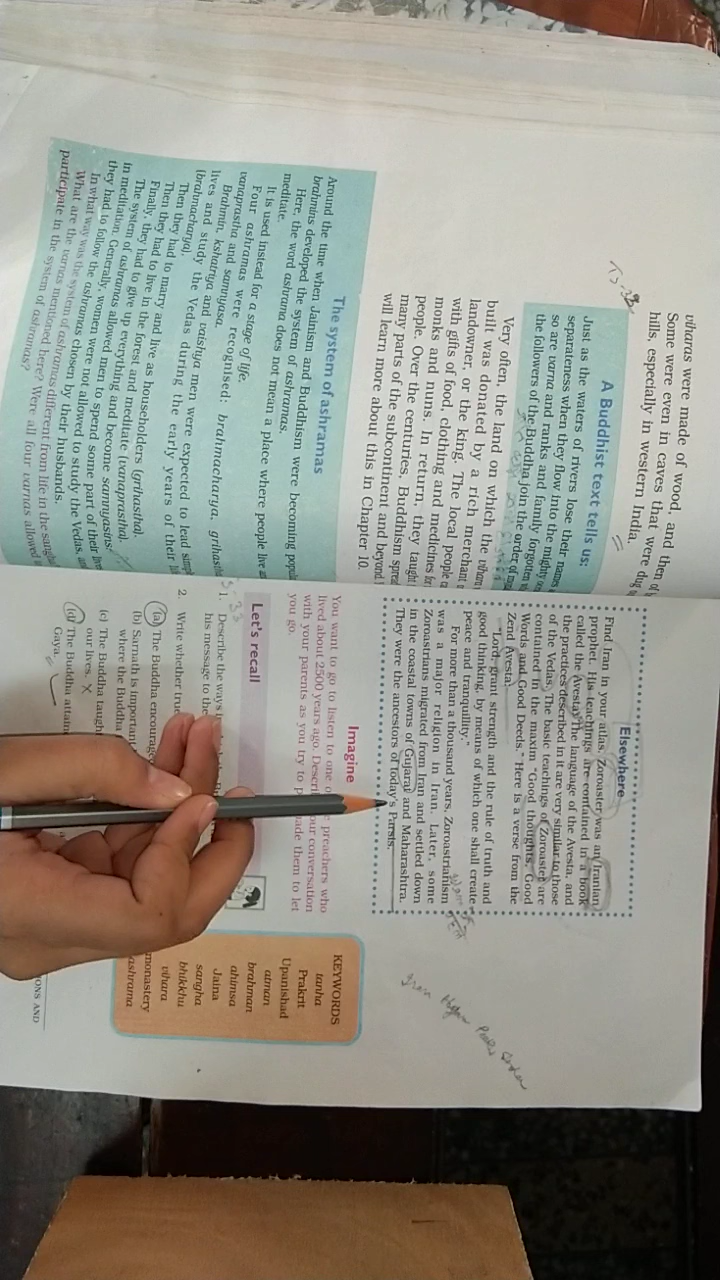 viharas were made of wood, and then of
Some were even in caves that were dug
hills, especially in western India.
A Buddhist text tells us:
Just as the waters of rivers lose their names
separateness when they flow into the mighty
so are varna and ranks and family forgotten
the followers of the Buddha join the order of
Very often, the land on which the vihara
built was donated by a rich merchant
landowner, or the king. The local people
with gifts of food, clothing and medicines for
monks and nuns. In return, they taught
people. Over the centuries, Buddhism spread
many parts of the subcontinent and beyond
will learn more about this in Chapter 10.
The system of ashramas
Around the time when Jainism and Buddhism were becoming popular
brahmins developed the system of ashramas.
Here, the word ashrama does not mean a place where people live
meditate.
It is used instead for a stage of life.
Four ashramas were recognised: brahmacharya, grihastha
vanaprastha and samnyasa.
Brahmin, kshatriya and vaishya men were expected to lead simple
lives and study the Vedas during the early years of their
(brahmacharya).
Then they had to marry and live as householders (grihastha).
Then they had to live in the forest and meditate (vanaprastha).
Finally, they had to give up everything and become samnyasins.
The system of ashramas allowed men to spend some part of their lives
in meditation. Generally, women were not allowed to study the Vedas,
they had to follow the ashramas chosen by their husbands.
In what way was the system of ashramas different from life in the sangha
What are the varnas mentioned here? Were all four varnas allowed
participate in the system of ashramas?
Elsewhere
Find Iran in your atlas. Zoroaster was an Iranian
prophet. His teachings are contained in a book
called the Avesta. The language of the Avesta, and
the practices described in it are very similar to those
of the Vedas. The basic teachings of Zoroaster are
contained in the maxim "Good thoughts, Good
Words and Good Deeds." Here is a verse from the
Zend Avesta:
"Lord, grant strength and the rule of truth and
good thinking, by means of which one shall create
peace and tranquility."
For more than a thousand years, Zoroastrianism
was a major religion in Iran. Later, some
Zoroastrians migrated from Iran and settled down
in the coastal towns of Gujarat and Maharashtra.
They were the ancestors of today's Parsis.
Imagine
You want to go to listen to one preachers who
lived about 2500 years ago. our conversation
with your parents as you try to them to let
you go.
Let's recall
1. Describe the ways
his message to the
2. Write whether true
(a) The Buddha encourage
(b) Sarnath is important
where the Buddha
(c) The Buddha taugh
our lives. X
(d) The Buddha attain
Gaya.
KEYWORDS
tanha
Prakrit
Upanishad
atman
brahman
ahimsa
Jaina
sangha
bhikkhu
vihara
monastery
ashrama
ONS AND